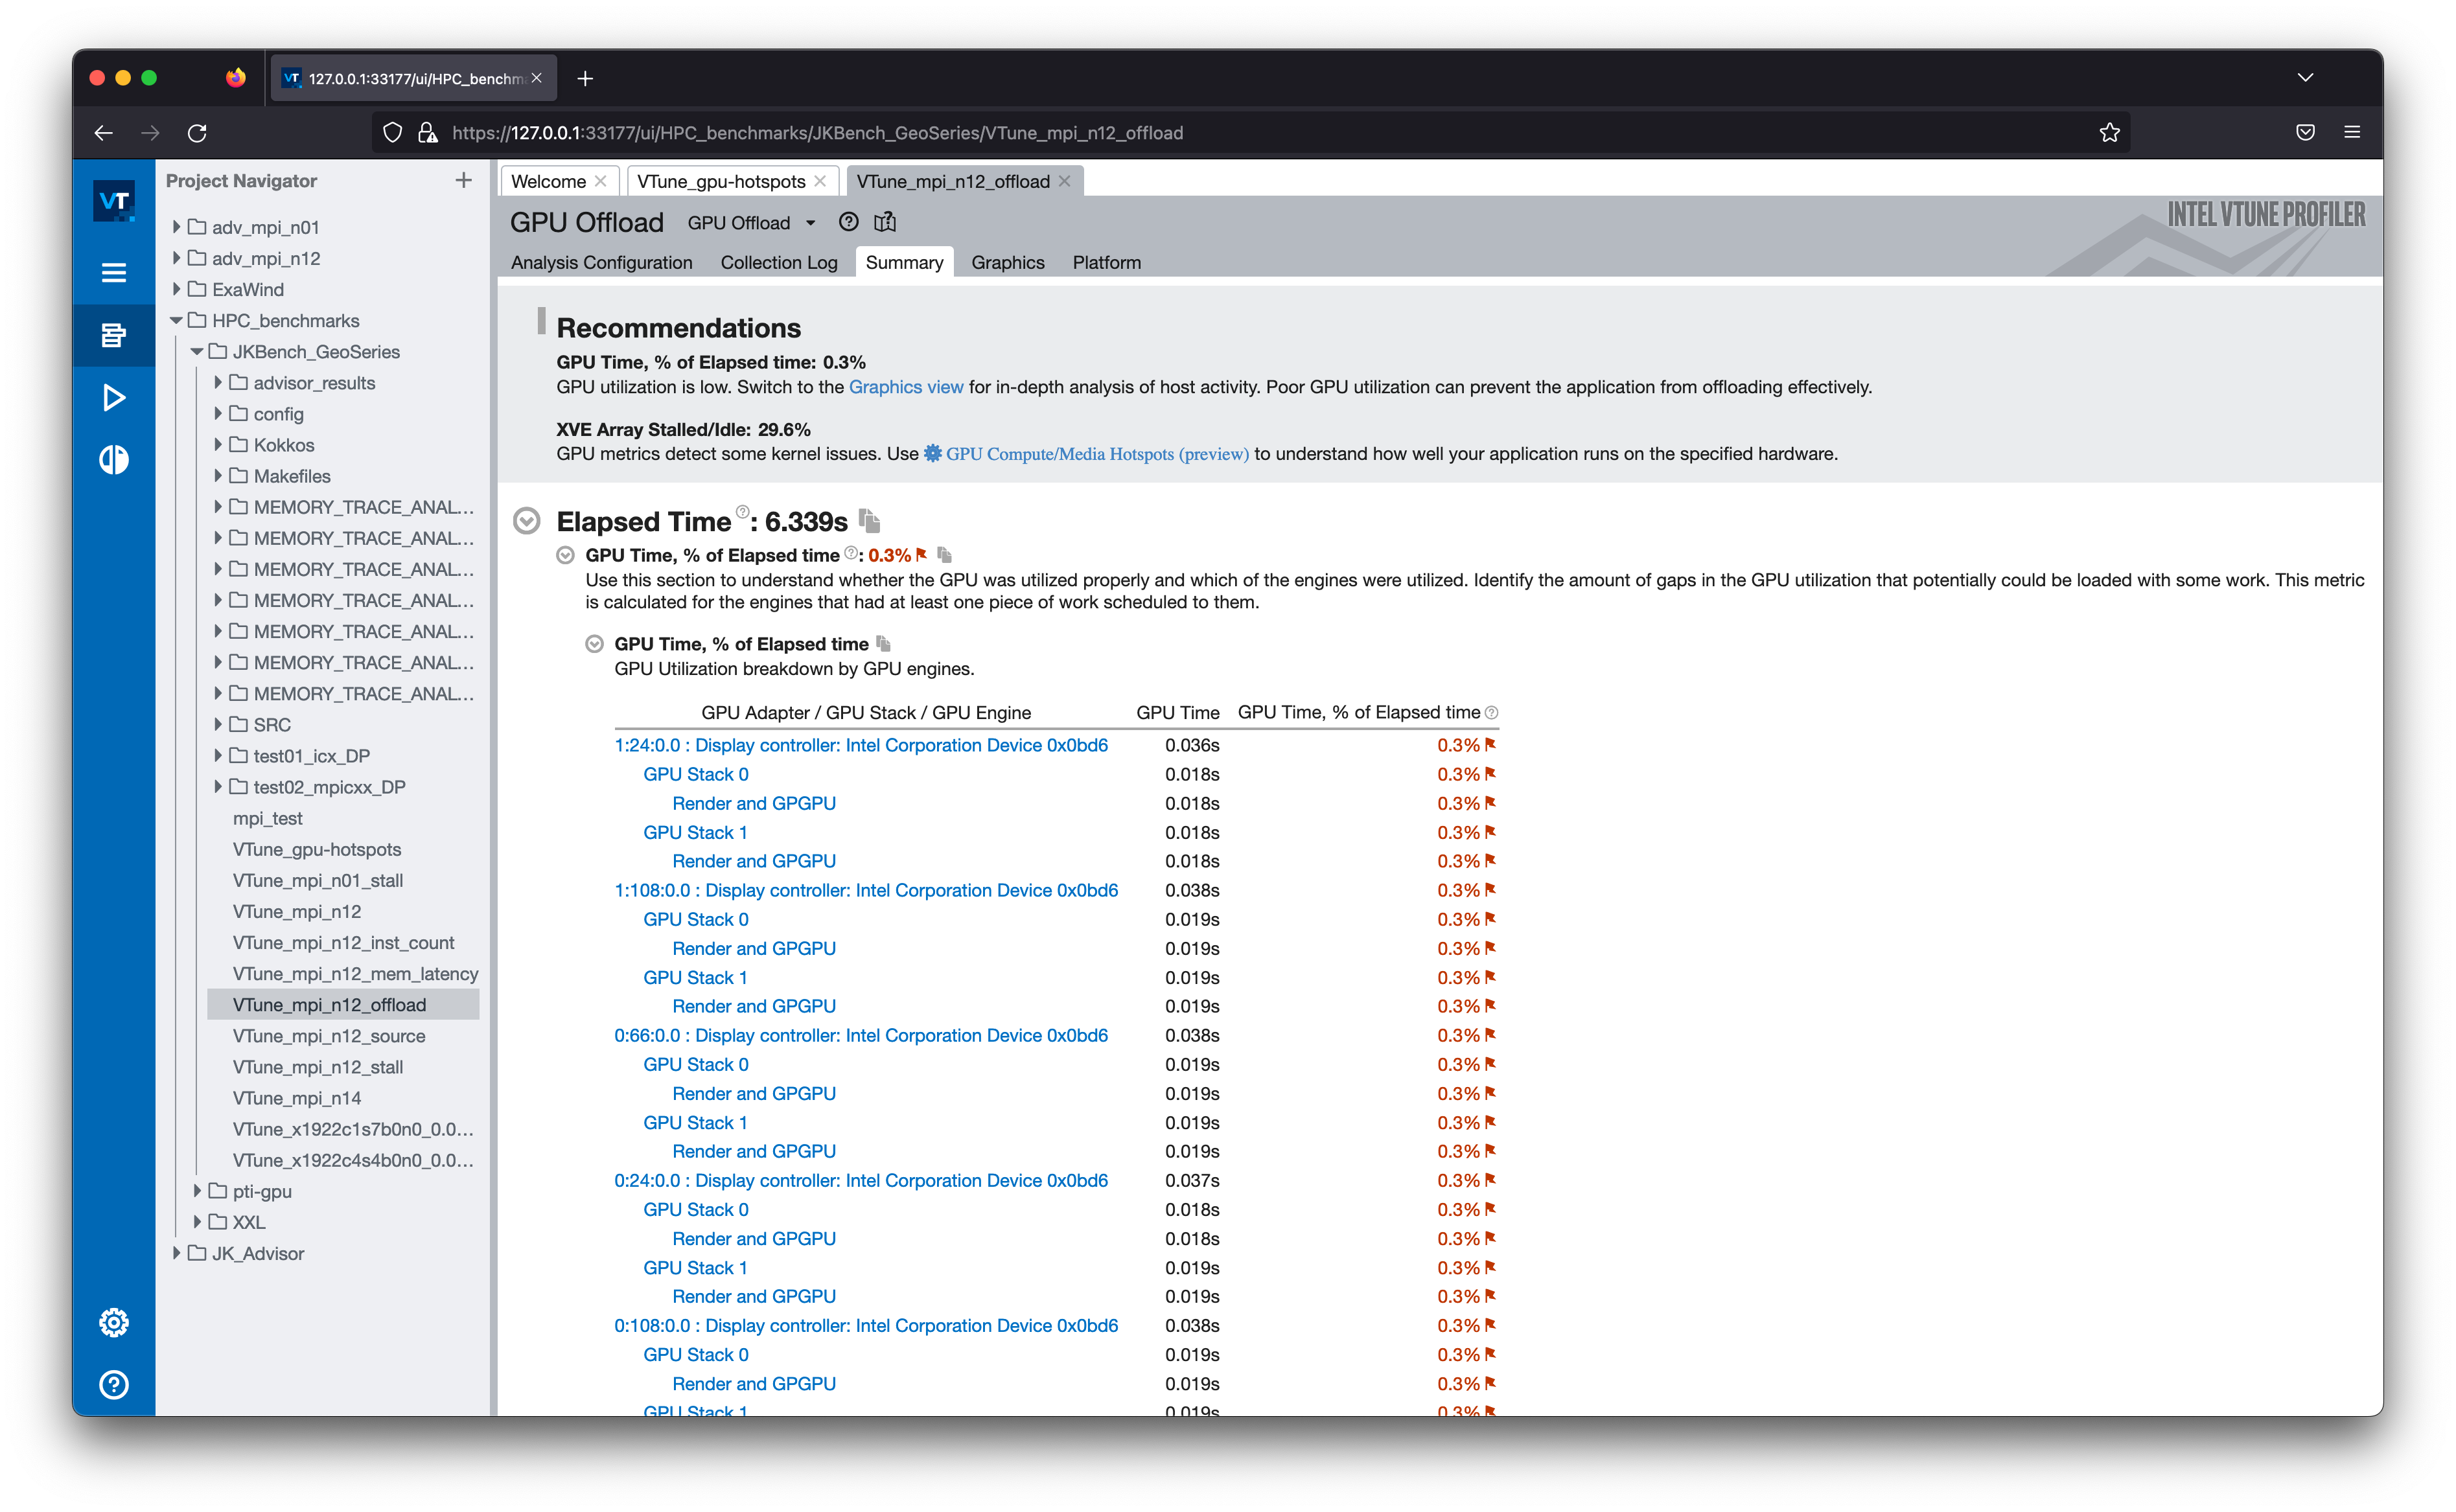 VT 127.0.0.1:33177/ui/HPC_benchm
https://127.0.0.1:33177/ui/HPC_benchmarks/JKBench_GeoSeries/VTune_mpi_n12_offload
VT
Project Navigator
adv_mpi_n01
adv_mpi_n12
ExaWind
HPC_benchmarks
JKBench_GeoSeries
advisor_results
config
Kokkos
Makefiles
MEMORY_TRACE_ANAL...
MEMORY_TRACE_ANAL...
MEMORY_TRACE_ANAL...
MEMORY_TRACE_ANAL...
MEMORY_TRACE_ANAL...
MEMORY_TRACE_ANAL...
MEMORY_TRACE_ANAL...
SRC
test01_icx_DP
test02_mpicxx_DP
mpi_test
VTune_gpu-hotspots
VTune_mpi_n01_stall
VTune_mpi_n12
VTune_mpi_n12_inst_count
VTune_mpi_n12_mem_latency
VTune_mpi_n12_offload
VTune_mpi_n12_source
VTune_mpi_n12_stall
VTune_mpi_n14
VTune_x1922c1s7b0n0_0.0...
VTune_x1922c4s4b0n0_0.0...
pti-gpu
XXL
JK_Advisor
Welcome VTune_gpu-hotspots VTune_mpi_n12_offload
GPU Offload GPU Offload
INTEL VTUNE PROFILER
Analysis Configuration Collection Log Summary Graphics Platform
Recommendations
GPU Time, % of Elapsed time: 0.3%
GPU utilization is low. Switch to the Graphics view for in-depth analysis of host activity. Poor GPU utilization can prevent the application from offloading effectively.
XVE Array Stalled/Idle: 29.6%
GPU metrics detect some kernel issues. Use GPU Compute/Media Hotspots (preview) to understand how well your application runs on the specified hardware.
Elapsed Time ?: 6.339s
GPU Time, % of Elapsed time ?: 0.3%
Use this section to understand whether the GPU was utilized properly and which of the engines were utilized. Identify the amount of gaps in the GPU utilization that potentially could be loaded with some work. This metric
is calculated for the engines that had at least one piece of work scheduled to them.
GPU Time, % of Elapsed time
GPU Utilization breakdown by GPU engines.
GPU Adapter / GPU Stack / GPU Engine GPU Time GPU Time, % of Elapsed time ?
1:24:0.0 : Display controller: Intel Corporation Device 0x0bd6 0.036s 0.3%
GPU Stack 0 0.018s 0.3%
Render and GPGPU 0.018s 0.3%
GPU Stack 1 0.018s 0.3%
Render and GPGPU 0.018s 0.3%
1:108:0.0 : Display controller: Intel Corporation Device 0x0bd6 0.038s 0.3%
GPU Stack 0 0.019s 0.3%
Render and GPGPU 0.019s 0.3%
GPU Stack 1 0.019s 0.3%
Render and GPGPU 0.019s 0.3%
0:66:0.0 : Display controller: Intel Corporation Device 0x0bd6 0.038s 0.3%
GPU Stack 0 0.019s 0.3%
Render and GPGPU 0.019s 0.3%
GPU Stack 1 0.019s 0.3%
Render and GPGPU 0.019s 0.3%
0:24:0.0 : Display controller: Intel Corporation Device 0x0bd6 0.037s 0.3%
GPU Stack 0 0.018s 0.3%
Render and GPGPU 0.018s 0.3%
GPU Stack 1 0.019s 0.3%
Render and GPGPU 0.019s 0.3%
0:108:0.0 : Display controller: Intel Corporation Device 0x0bd6 0.038s 0.3%
GPU Stack 0 0.019s 0.3%
Render and GPGPU 0.019s 0.3%
GPU Stack 1 0.019s 0.3%